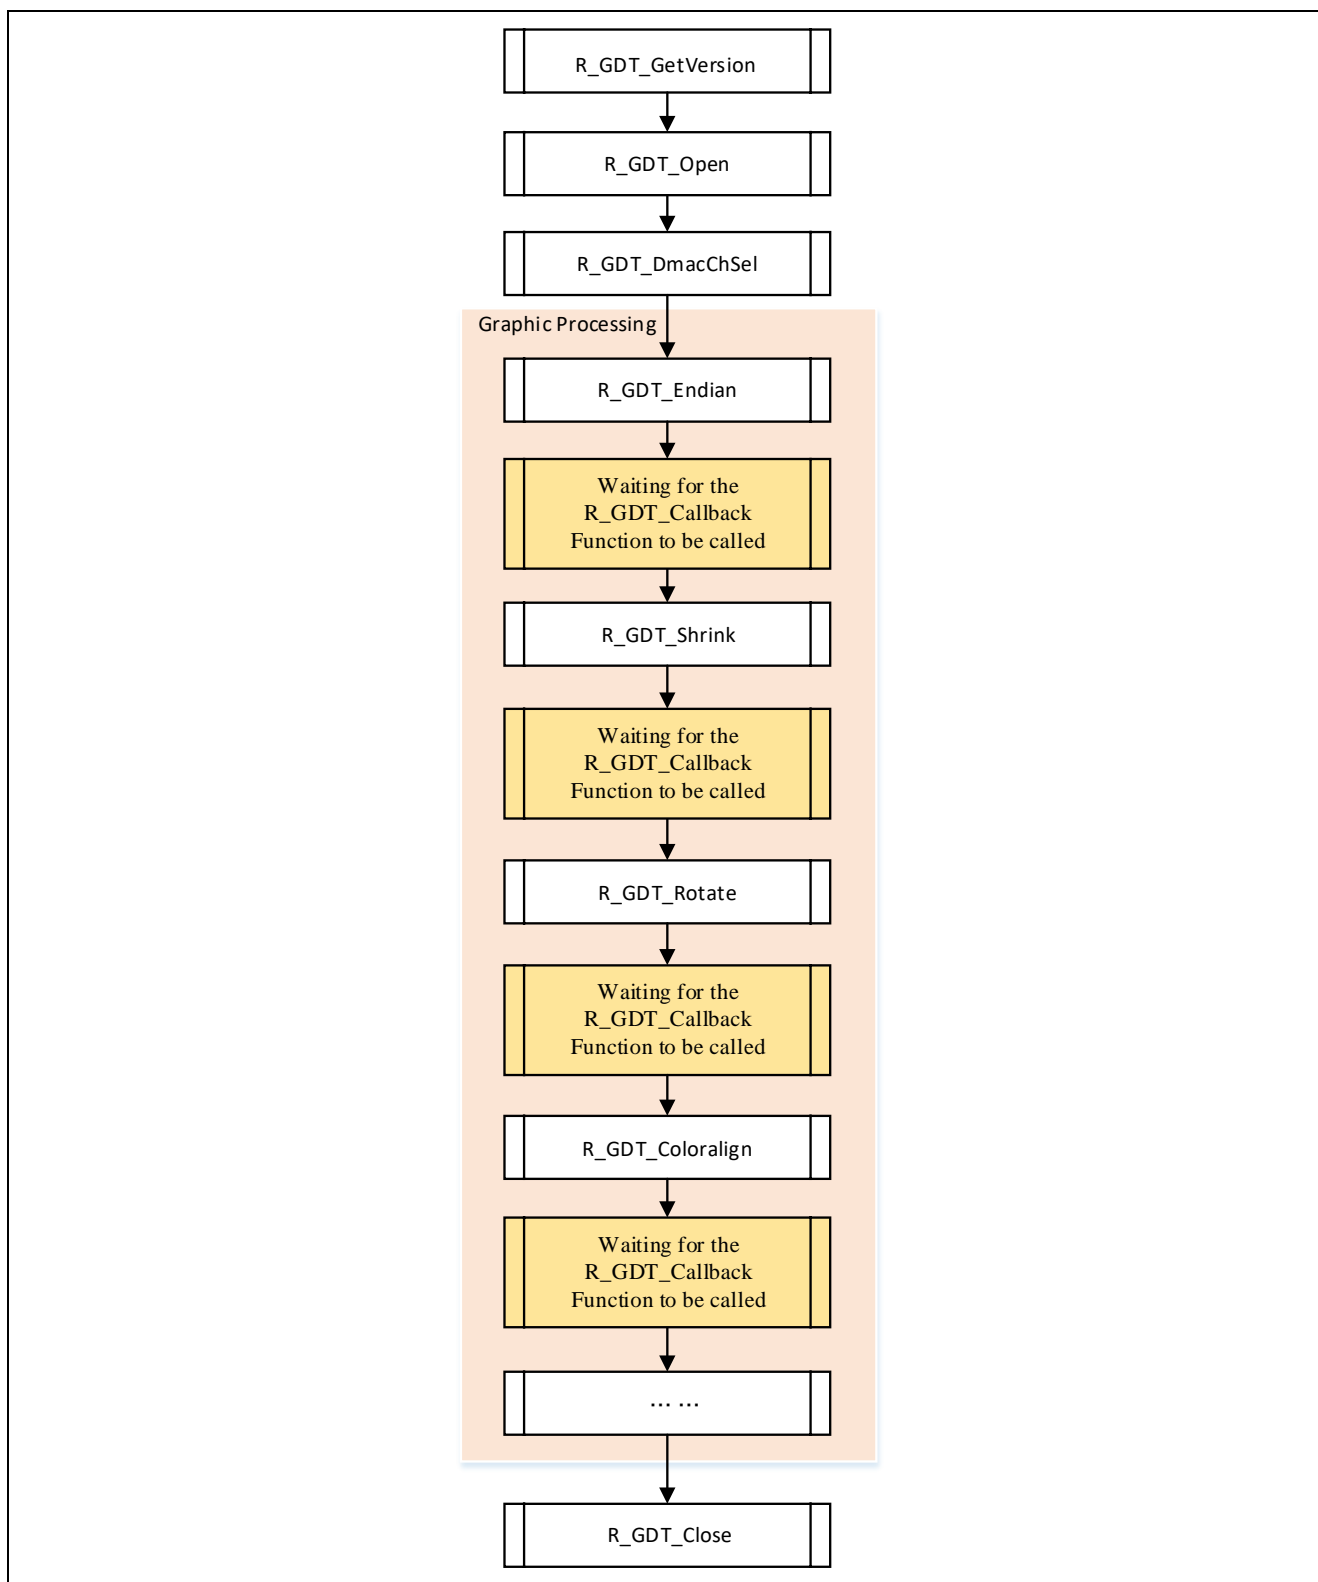 R_GDT_GetVersion
R_GDT_Open
R_GDT_DmacChSel
Graphic Processing
R_GDT_Endian
Waiting for the
R_GDT_Callback
Function to be called
R_GDT_Shrink
Waiting for the
R_GDT_Callback
Function to be called
R_GDT_Rotate
Waiting for the
R_GDT_Callback
Function to be called
R_GDT_Coloralign
Waiting for the
R_GDT_Callback
Function to be called
... ...
R_GDT_Close